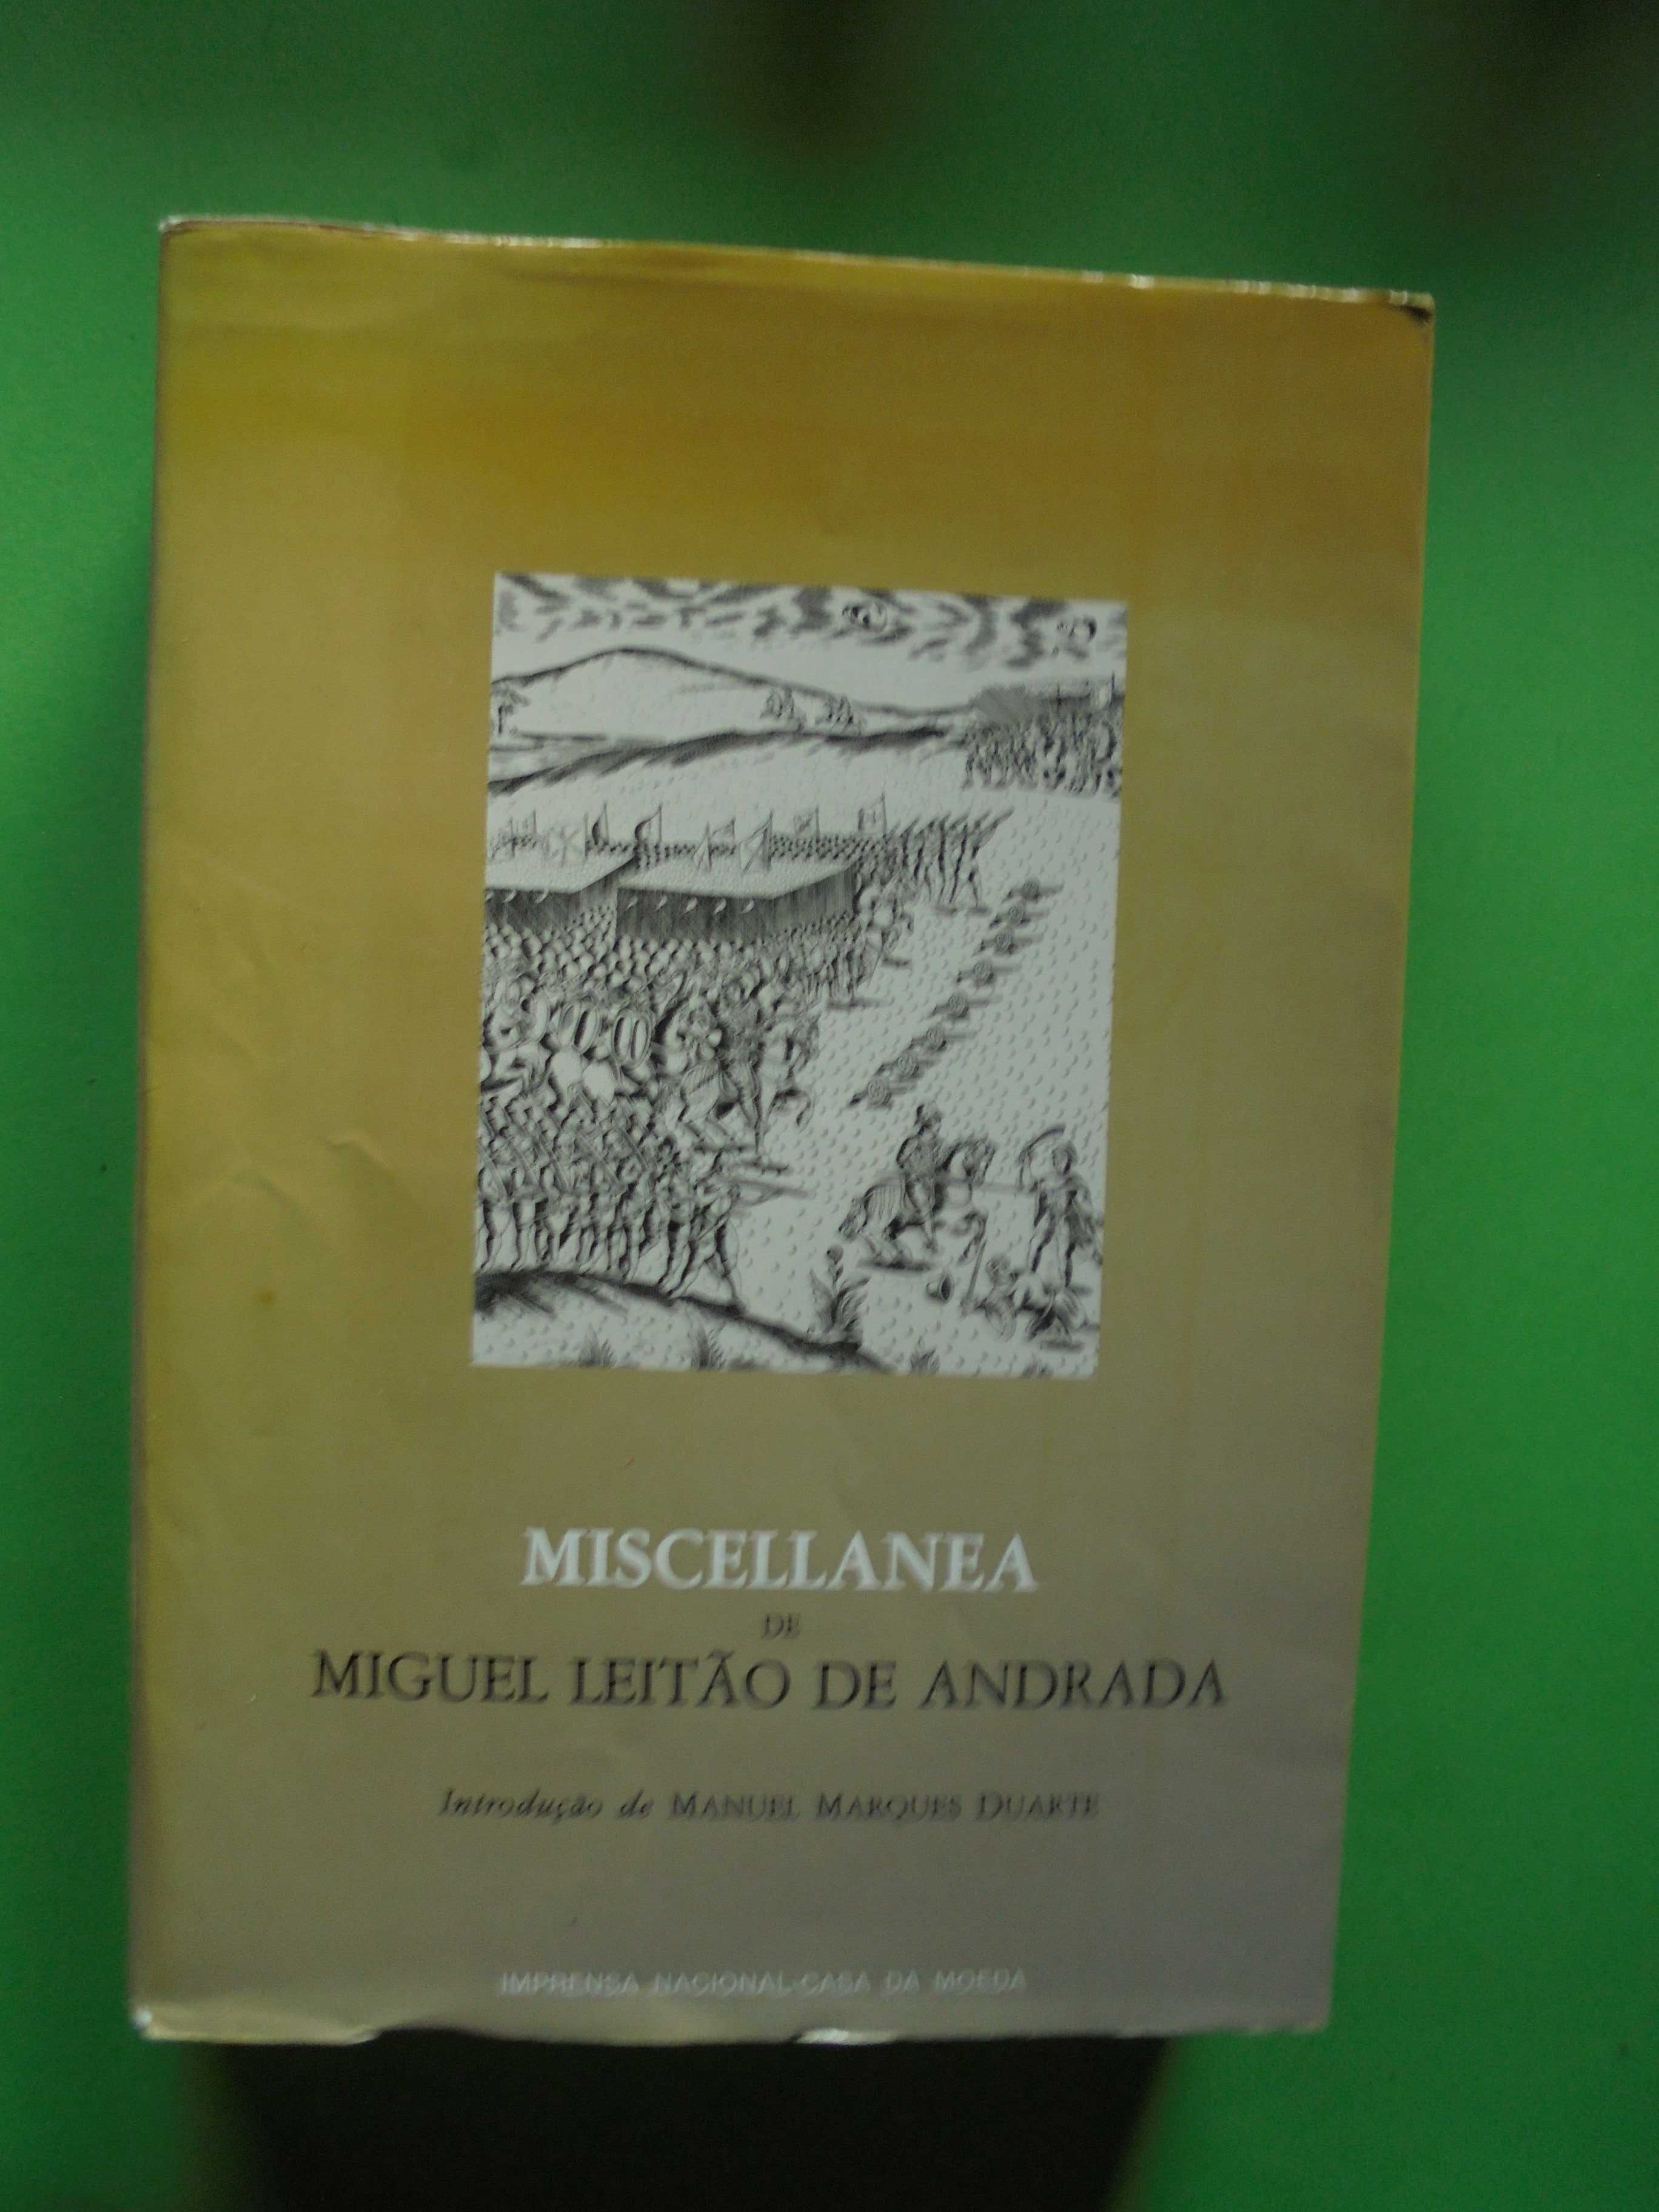 MISCELLANEA
DE
MIGUEL LEITÃO DE ANDRADA
Introdução de MANUEL MARQUES DUARTE
IMPRENSA NACIONAL-CASA DA MOEDA